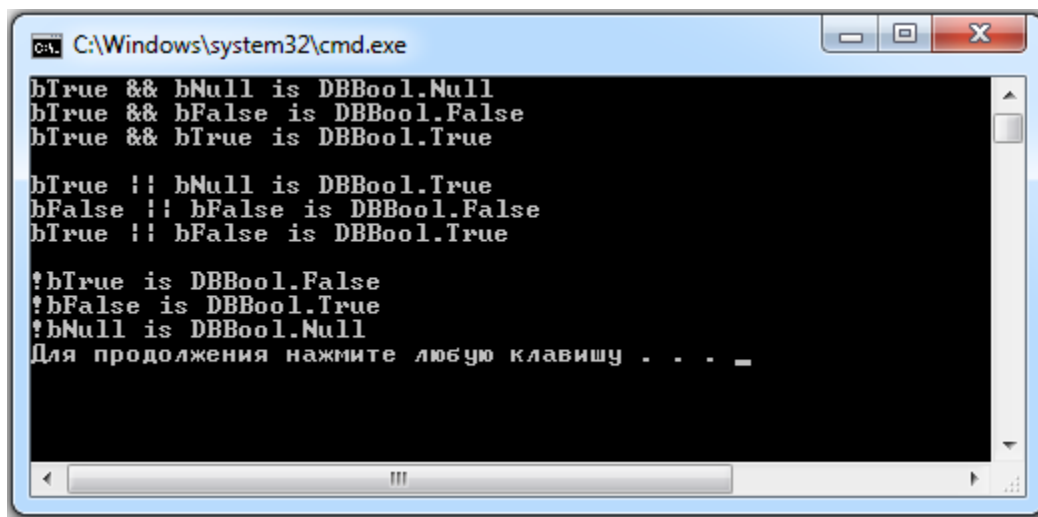 C:\Windows\system32\cmd.exe
bTrue && bNull is DBBool.Null
bTrue && bFalse is DBBool.False
bTrue && bTrue is DBBool.True
bTrue || bNull is DBBool.True
bFalse || bFalse is DBBool.False
bTrue || bFalse is DBBool.True
!bTrue is DBBool.False
!bFalse is DBBool.True
!bNull is DBBool.Null
Для продолжения нажмите любую клавишу . . . _